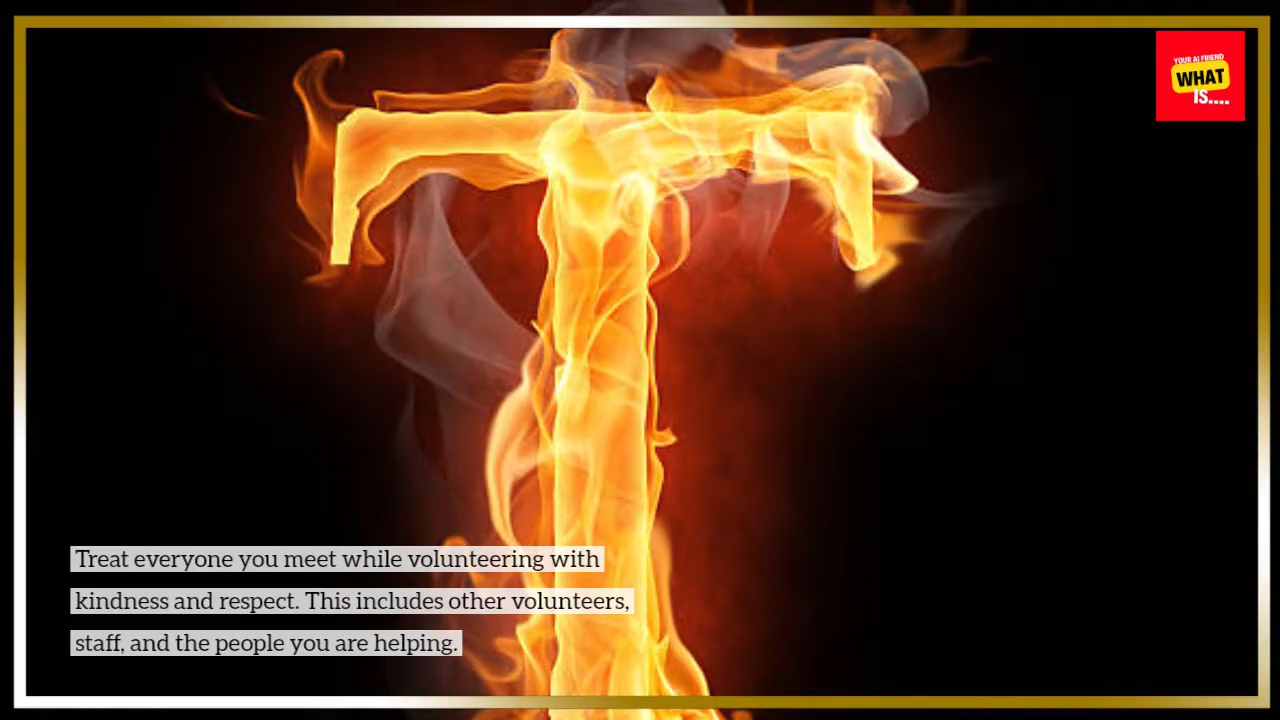 T
YOUR AI FRIEND
WHAT
IS....
Treat everyone you meet while volunteering with
kindness and respect. This includes other volunteers,
staff, and the people you are helping.